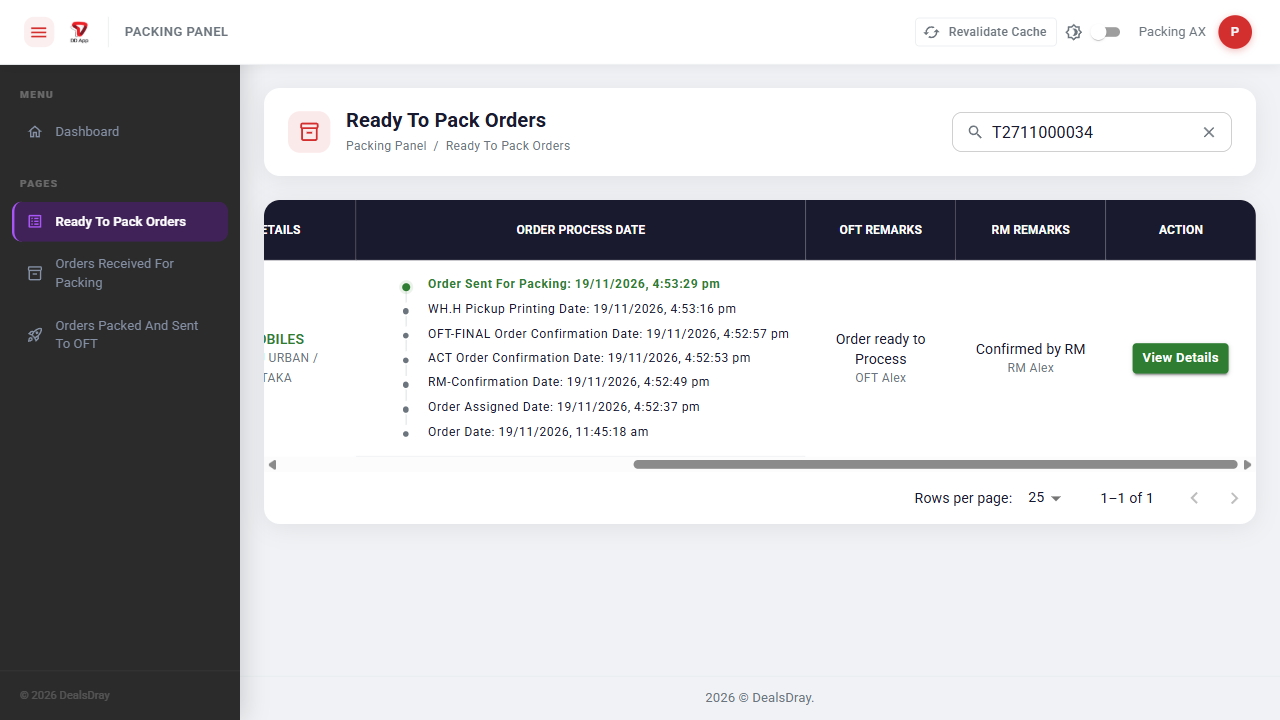 DD App
PACKING PANEL
Revalidate Cache
Packing AX
P
MENU
Dashboard
PAGES
Ready To Pack Orders
Orders Received For
Packing
Orders Packed And Sent
To OFT
© 2026 DealsDray
Ready To Pack Orders
Packing Panel / Ready To Pack Orders
T2711000034
ETAILS
ORDER PROCESS DATE
OFT REMARKS
RM REMARKS
ACTION
OBILES
URBAN /
TAKA
Order Sent For Packing: 19/11/2026, 4:53:29 pm
WH.H Pickup Printing Date: 19/11/2026, 4:53:16 pm
OFT-FINAL Order Confirmation Date: 19/11/2026, 4:52:57 pm
ACT Order Confirmation Date: 19/11/2026, 4:52:53 pm
RM-Confirmation Date: 19/11/2026, 4:52:49 pm
Order Assigned Date: 19/11/2026, 4:52:37 pm
Order Date: 19/11/2026, 11:45:18 am
Order ready to
Process
OFT Alex
Confirmed by RM
RM Alex
View Details
Rows per page: 25
1–1 of 1
2026 © DealsDray.